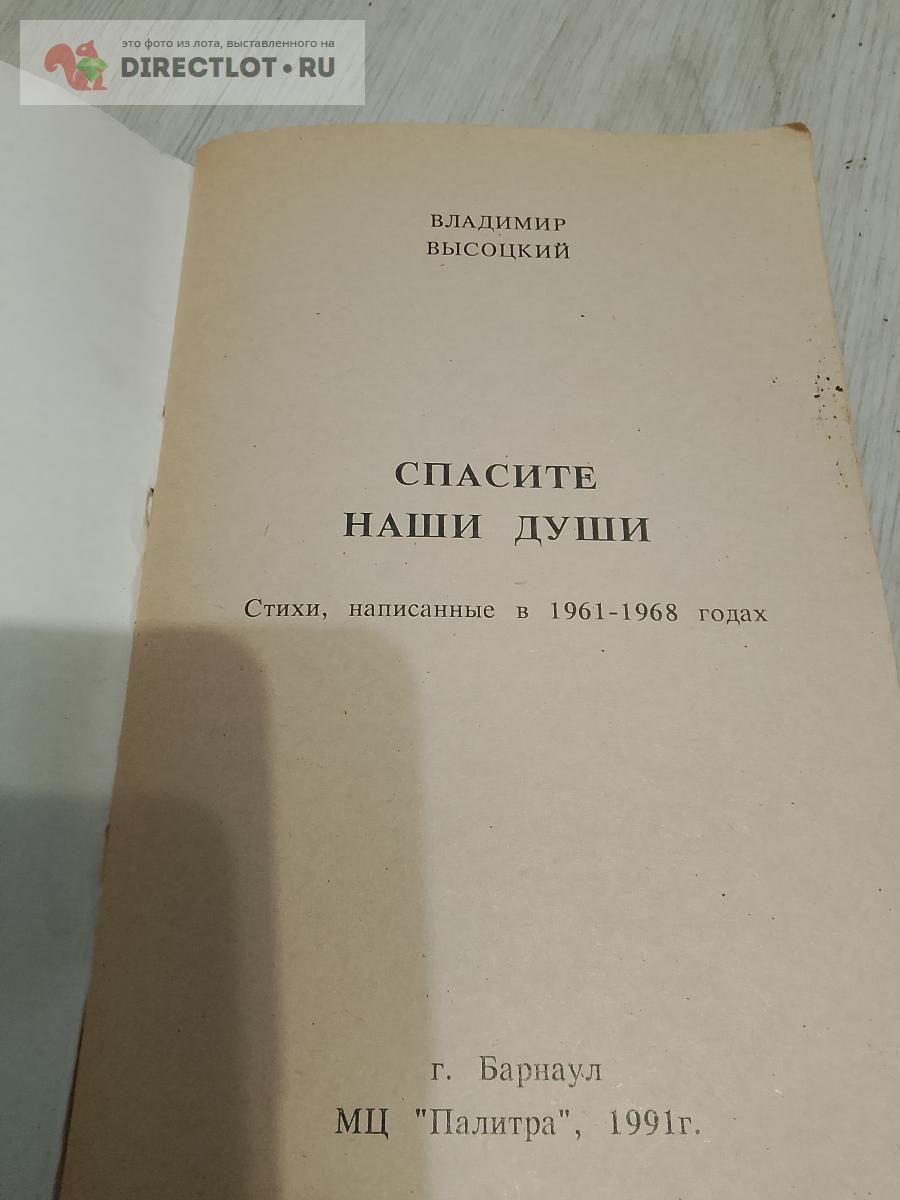 это фото из лота, выставленного на
DIRECTLOT.RU
ВЛАДИМИР
ВЫСОЦКИЙ
СПАСИТЕ
НАШИ ДУШИ
Стихи, написанные в 1961-1968 годах
г. Барнаул
МЦ "Палитра", 1991г.